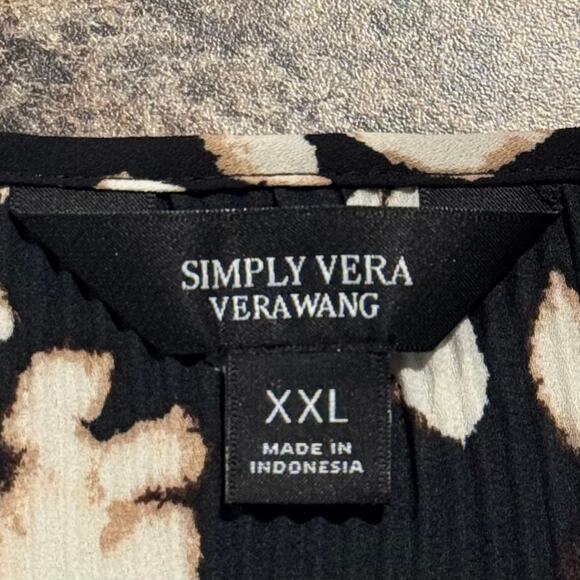 SIMPLY VERA
VERAWANG
XXL
MADE IN
INDONESIA